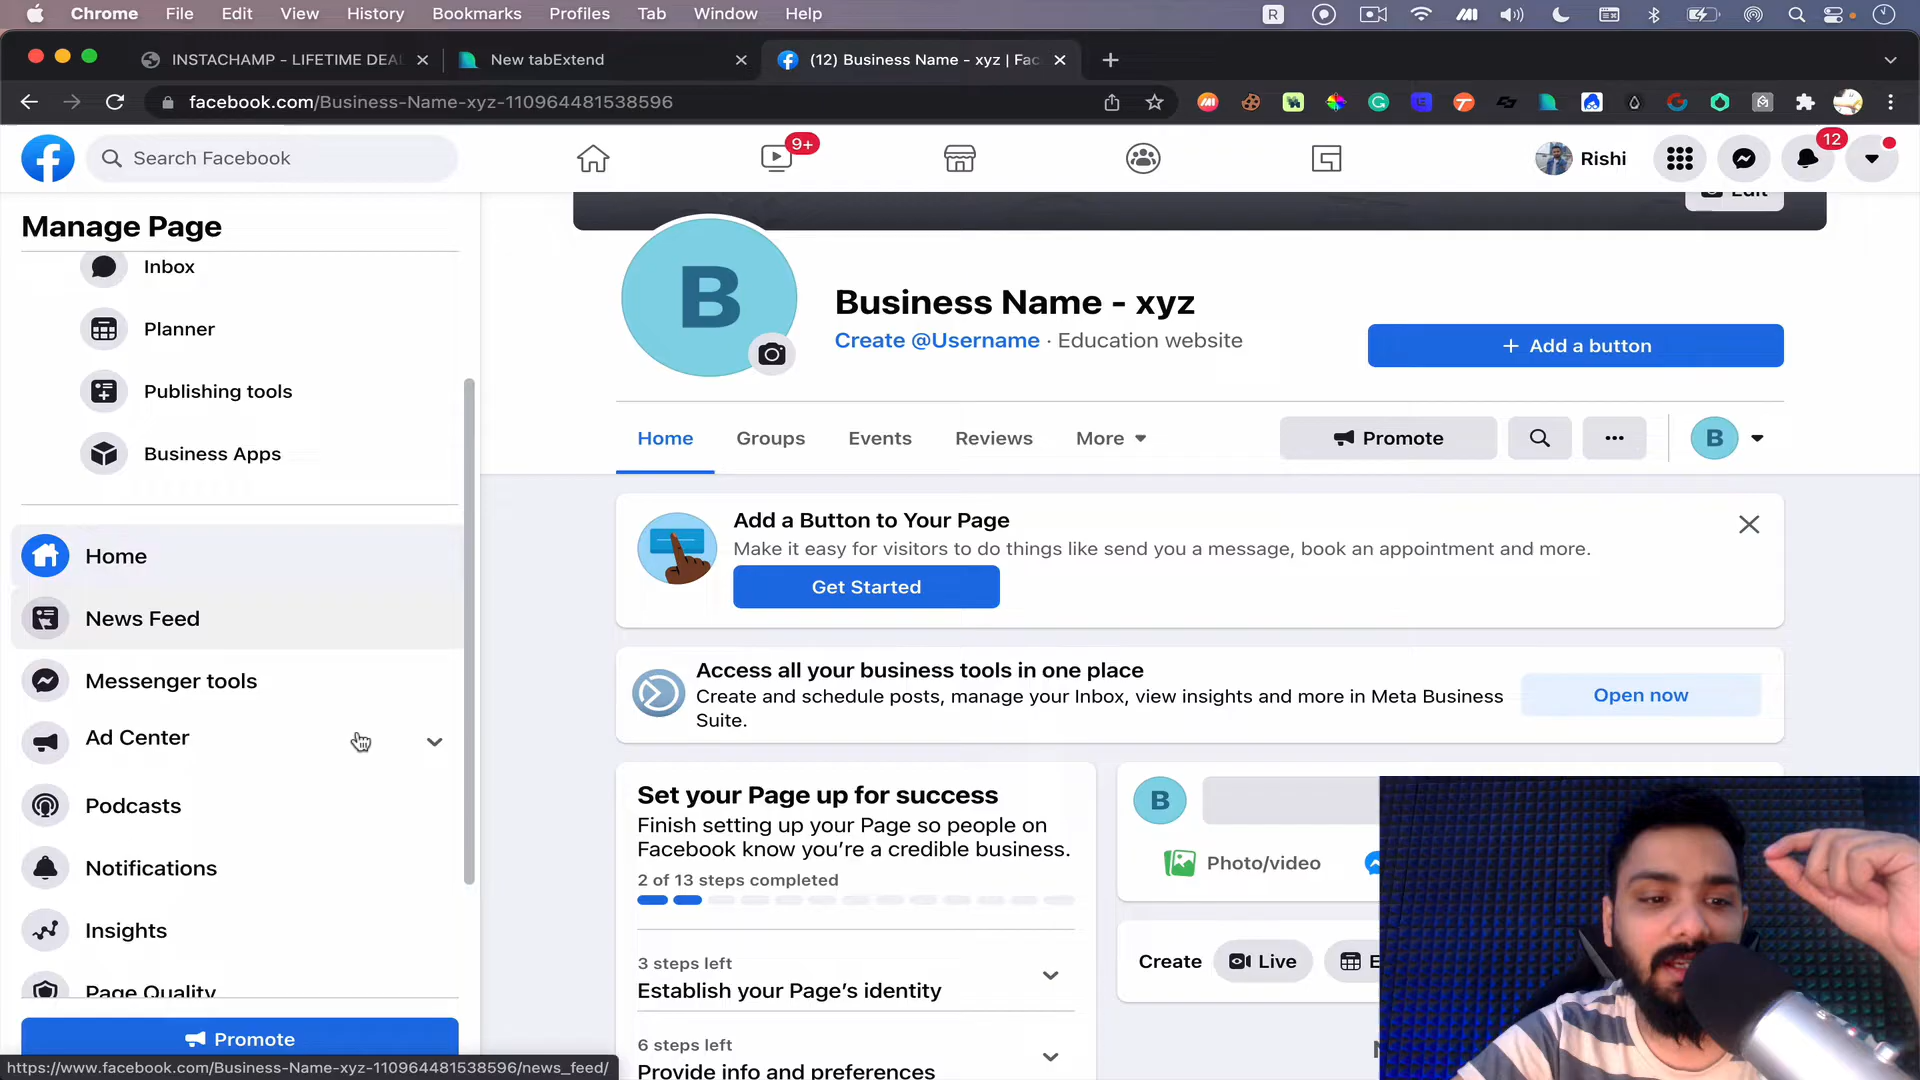 Chrome File Edit View History Bookmarks Profiles Tab Window Help
INSTACHAMP - LIFETIME DEA
New tabExtend
(12) Business Name - xyz | Fac
facebook.com/Business-Name-xyz-110964481538596
Search Facebook
9+
Rishi
12
Manage Page
Inbox
Planner
Publishing tools
Business Apps
Home
News Feed
Messenger tools
Ad Center
Podcasts
Notifications
Insights
Page Quality
Promote
https://www.facebook.com/Business-Name-xyz-110964481538596/news_feed/
Edit
B
Business Name - xyz
Create @Username · Education website
+ Add a button
Home Groups Events Reviews More
Promote
B
Add a Button to Your Page
Make it easy for visitors to do things like send you a message, book an appointment and more.
Get Started
Access all your business tools in one place
Create and schedule posts, manage your Inbox, view insights and more in Meta Business
Suite.
Open now
Set your Page up for success
Finish setting up your Page so people on
Facebook know you're a credible business.
2 of 13 steps completed
3 steps left
Establish your Page's identity
6 steps left
Provide info and preferences
B
Photo/video
Create Live E